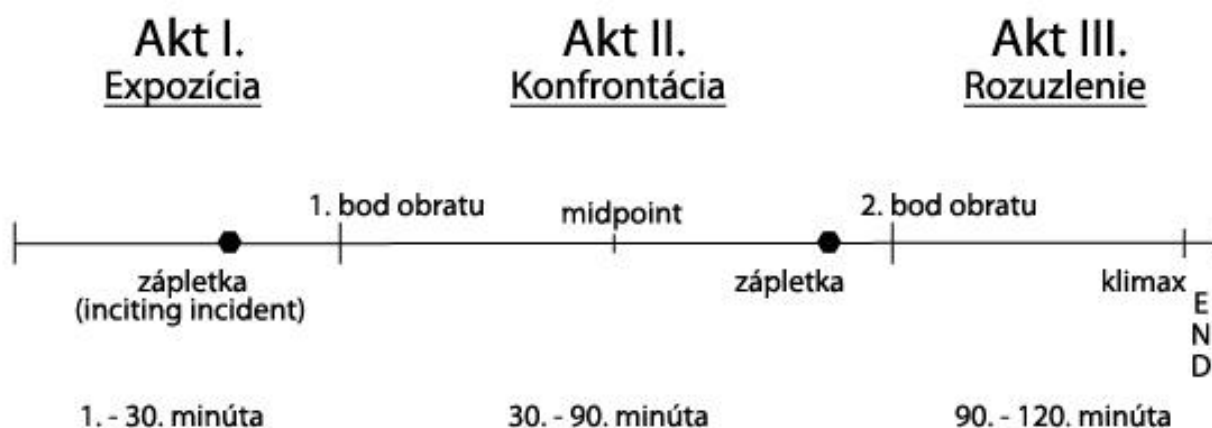 Akt I.
Expozícia
Akt II.
Konfrontácia
Akt III.
Rozuzlenie
1. bod obratu
midpoint
2. bod obratu
zápletka
(inciting incident)
zápletka
klimax
E
N
D
1. - 30. minúta
30. - 90. minúta
90. - 120. minúta